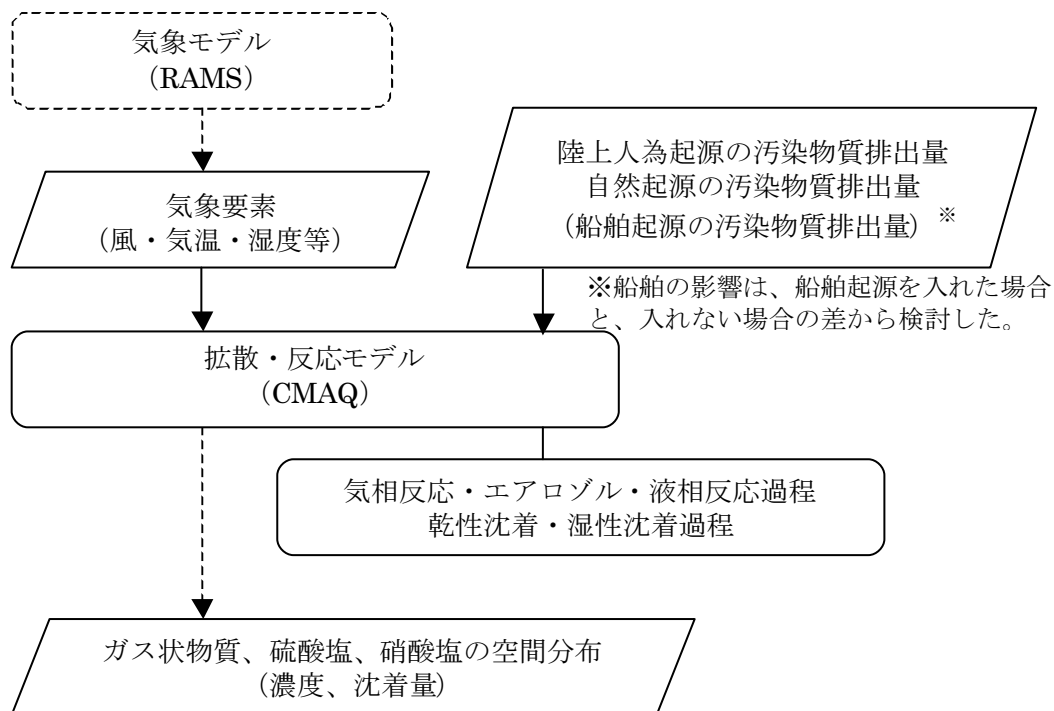 気象モデル
（RAMS）
陸上人為起源の汚染物質排出量
自然起源の汚染物質排出量
（船舶起源の汚染物質排出量）※
気象要素
（風・気温・湿度等）
※船舶の影響は、船舶起源を入れた場合
と、入れない場合の差から検討した。
拡散・反応モデル
（CMAQ）
気相反応・エアロゾル・液相反応過程
乾性沈着・湿性沈着過程
ガス状物質、硫酸塩、硝酸塩の空間分布
（濃度、沈着量）